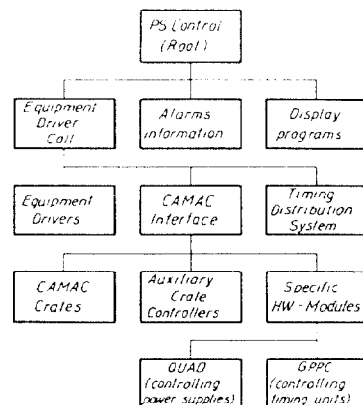 PS Control
(Root)
Equipment
Driver
Call
Alarms
information
Display
programs
Equipment
Drivers
CAMAC
Interface
Timing
Distribution
System
CAMAC
Crates
Auxiliary
Crate
Controllers
Specific
HW-Modules
QUAD
(controlling
power supplies)
GPPC
(controlling
timing units)